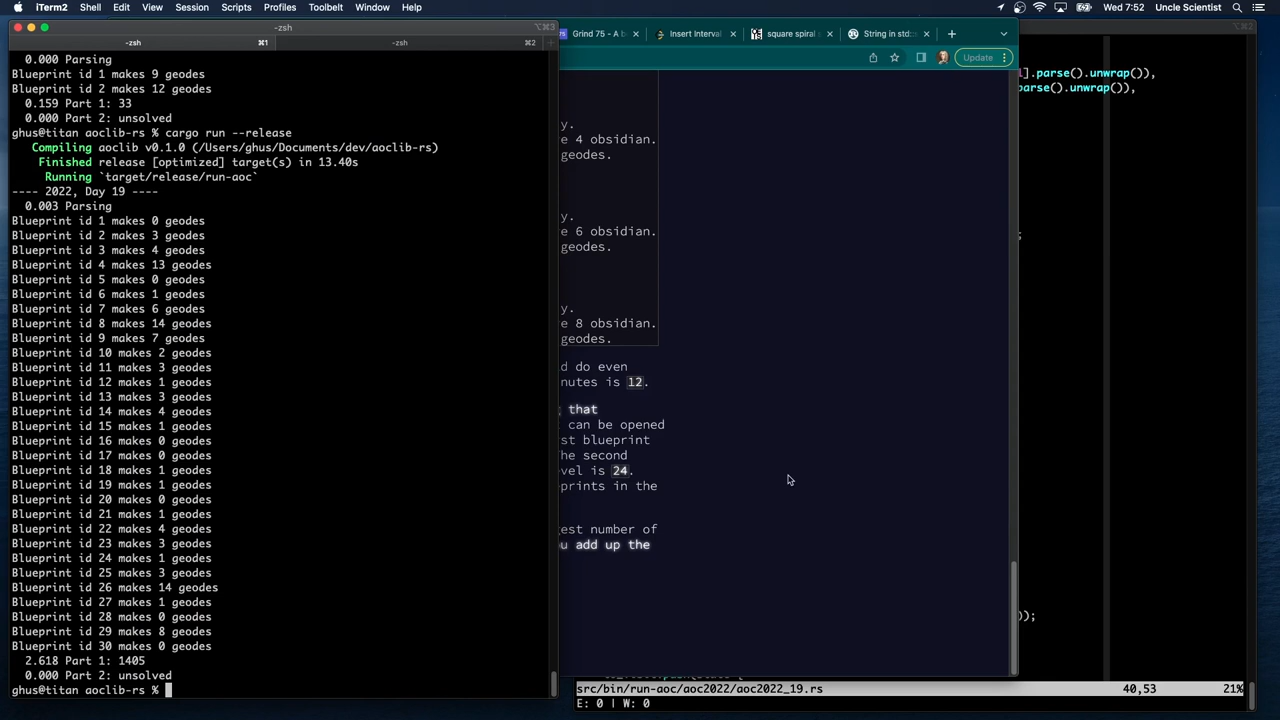 iTerm2 Shell Edit View Session Scripts Profiles Toolbelt Window Help
Wed 7:52 Uncle Scientist
-zsh ⌥⌘3
-zsh ⌘1 -zsh ⌘2
0.000 Parsing
Blueprint id 1 makes 9 geodes
Blueprint id 2 makes 12 geodes
0.159 Part 1: 33
0.000 Part 2: unsolved
ghus@titan aoclib-rs % cargo run --release
Compiling aoclib v0.1.0 (/Users/ghus/Documents/dev/aoclib-rs)
Finished release [optimized] target(s) in 13.40s
Running `target/release/run-aoc`
---- 2022, Day 19 ----
0.003 Parsing
Blueprint id 1 makes 0 geodes
Blueprint id 2 makes 3 geodes
Blueprint id 3 makes 4 geodes
Blueprint id 4 makes 13 geodes
Blueprint id 5 makes 0 geodes
Blueprint id 6 makes 1 geodes
Blueprint id 7 makes 6 geodes
Blueprint id 8 makes 14 geodes
Blueprint id 9 makes 7 geodes
Blueprint id 10 makes 2 geodes
Blueprint id 11 makes 3 geodes
Blueprint id 12 makes 1 geodes
Blueprint id 13 makes 3 geodes
Blueprint id 14 makes 4 geodes
Blueprint id 15 makes 1 geodes
Blueprint id 16 makes 0 geodes
Blueprint id 17 makes 0 geodes
Blueprint id 18 makes 1 geodes
Blueprint id 19 makes 1 geodes
Blueprint id 20 makes 0 geodes
Blueprint id 21 makes 1 geodes
Blueprint id 22 makes 4 geodes
Blueprint id 23 makes 3 geodes
Blueprint id 24 makes 1 geodes
Blueprint id 25 makes 3 geodes
Blueprint id 26 makes 14 geodes
Blueprint id 27 makes 1 geodes
Blueprint id 28 makes 0 geodes
Blueprint id 29 makes 8 geodes
Blueprint id 30 makes 0 geodes
2.618 Part 1: 1405
0.000 Part 2: unsolved
ghus@titan aoclib-rs %
Grind 75 - A b
Insert Interval
square spiral
String in std::
Update
y.
e 4 obsidian.
geodes.
y.
e 6 obsidian.
geodes.
y.
e 8 obsidian.
geodes.
d do even
nutes is 12.
that
can be opened
st blueprint
he second
vel is 24.
prints in the
est number of
u add up the
⌥⌘2
].parse().unwrap()),
parse().unwrap()),
;
));
src/bin/run-aoc/aoc2022/aoc2022_19.rs 40,53 21%
E: 0 | W: 0